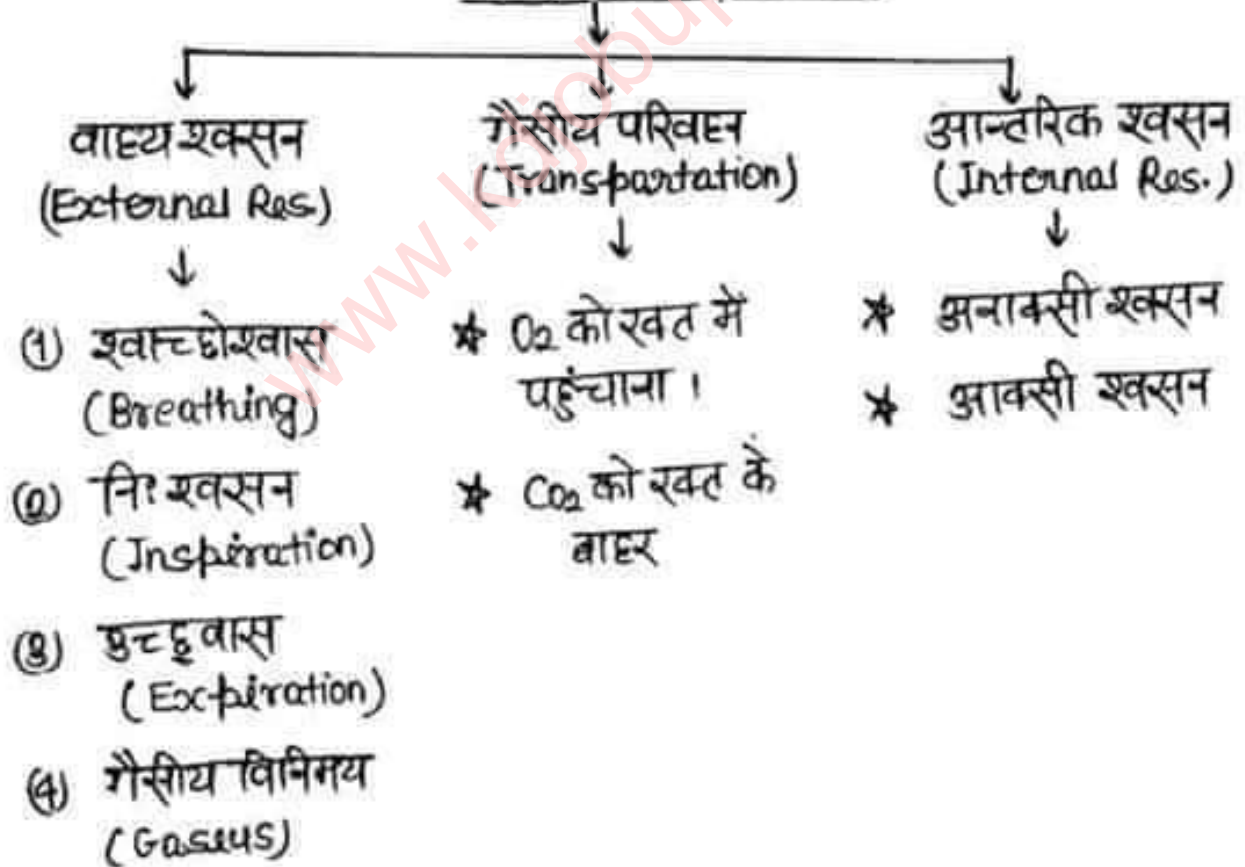 वाह्य श्वसन
(External Res.)
(1) श्वाच्छोश्वास
(Breathing)
(2) निः श्वसन
(Inspiration)
(3) उच्छ्वास
(Expiration)
(4) गैसीय विनिमय
(Gaseus)
गैसीय परिवहन
(Transpartation)
* O₂ को रक्त में
पहुंचाना ।
* CO₂ को रक्त के
बाहर
आन्तरिक श्वसन
(Internal Res.)
* अनाक्सी श्वसन
* आक्सी श्वसन